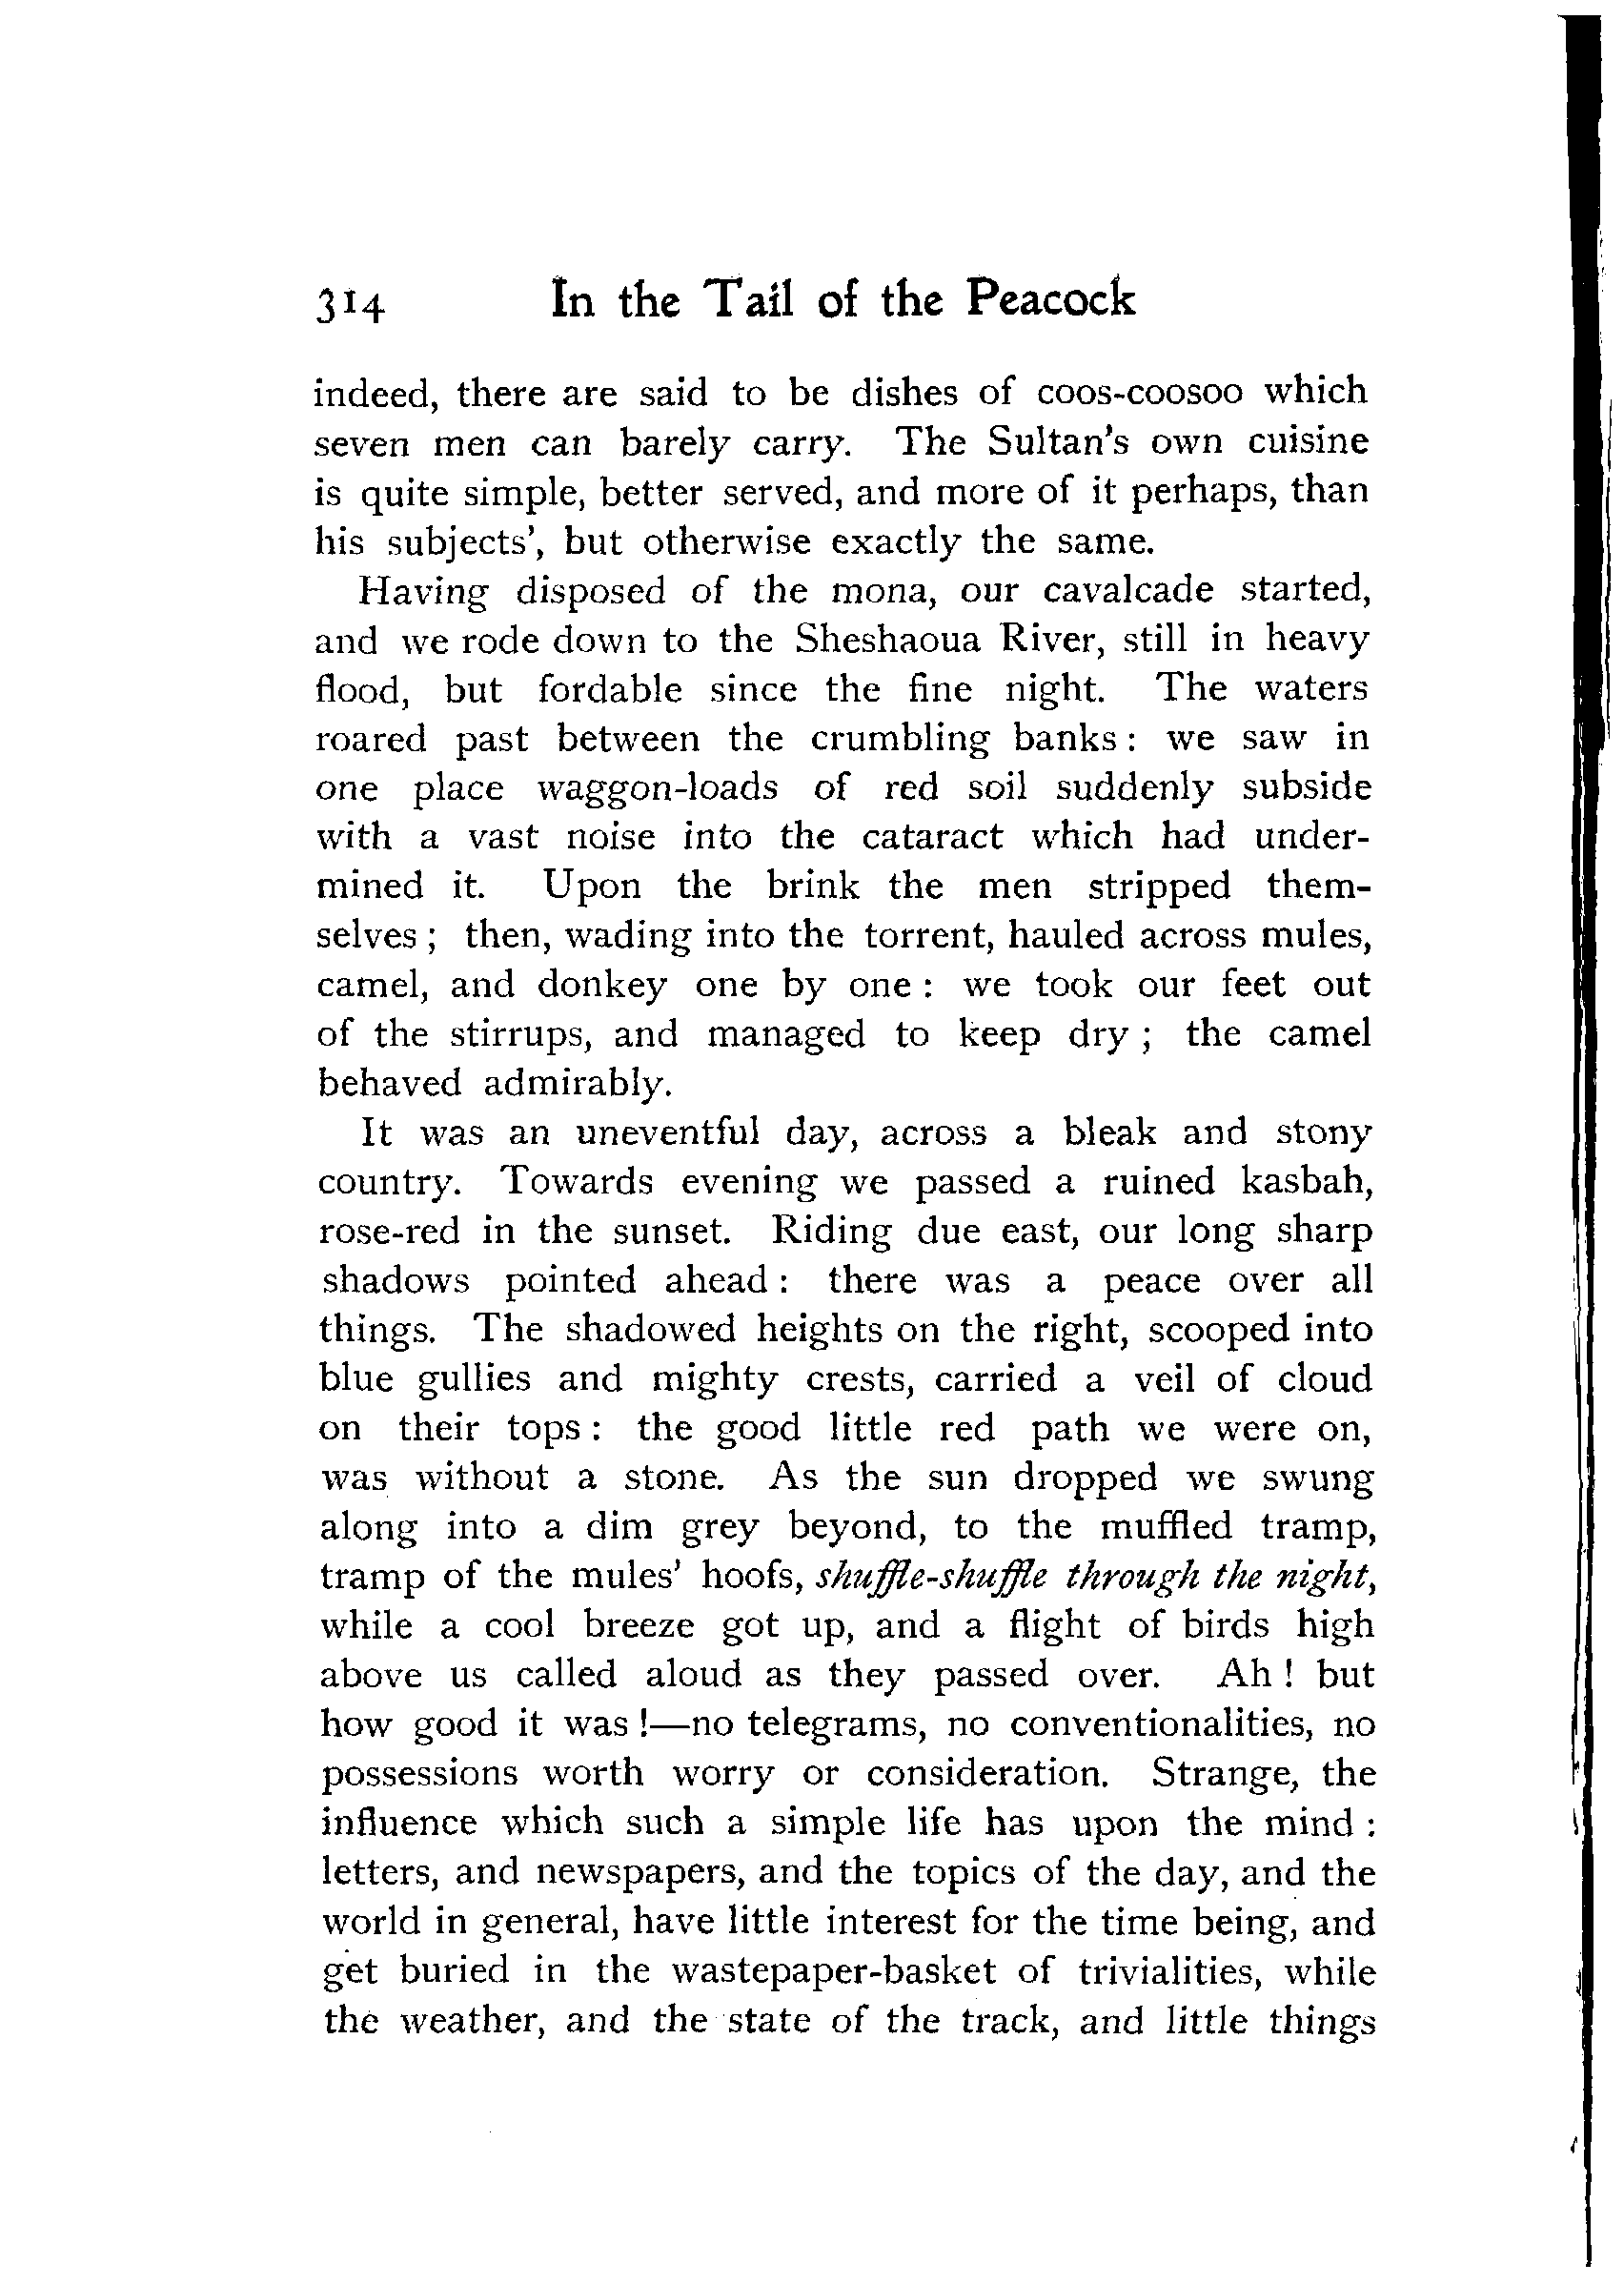 314 In the Tail of the Peacock
indeed, there are said to be dishes of coos-coosoo which
seven men can barely carry. The Sultan's own cuisine
is quite simple, better served, and more of it perhaps, than
his subjects', but otherwise exactly the same.
Having disposed of the mona, our cavalcade started,
and we rode down to the Sheshaoua River, still in heavy
flood, but fordable since the fine night. The waters
roared past between the crumbling banks: we saw in
one place waggon-loads of red soil suddenly subside
with a vast noise into the cataract which had under-
mined it. Upon the brink the men stripped them-
selves; then, wading into the torrent, hauled across mules,
camel, and donkey one by one: we took our feet out
of the stirrups, and managed to keep dry; the camel
behaved admirably.
It was an uneventful day, across a bleak and stony
country. Towards evening we passed a ruined kasbah,
rose-red in the sunset. Riding due east, our long sharp
shadows pointed ahead: there was a peace over all
things. The shadowed heights on the right, scooped into
blue gullies and mighty crests, carried a veil of cloud
on their tops: the good little red path we were on,
was without a stone. As the sun dropped we swung
along into a dim grey beyond, to the muffled tramp,
tramp of the mules' hoofs, shuffle-shuffle through the night,
while a cool breeze got up, and a flight of birds high
above us called aloud as they passed over. Ah! but
how good it was!—no telegrams, no conventionalities, no
possessions worth worry or consideration. Strange, the
influence which such a simple life has upon the mind:
letters, and newspapers, and the topics of the day, and the
world in general, have little interest for the time being, and
get buried in the wastepaper-basket of trivialities, while
the weather, and the state of the track, and little things